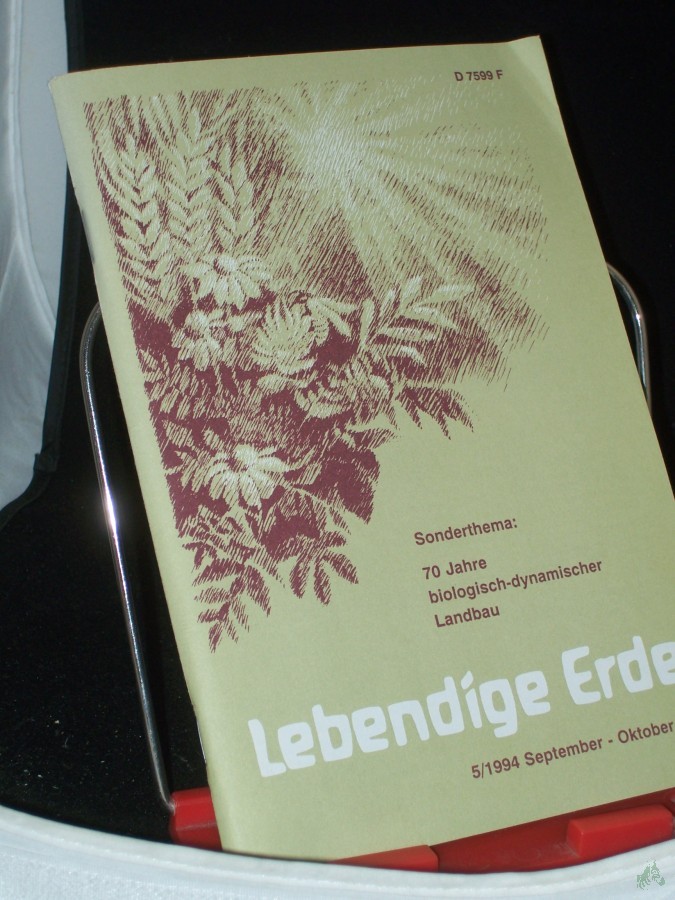 D 7599 F
Sonderthema:
70 Jahre
biologisch-dynamischer
Landbau
Lebendige Erde
5/1994 September - Oktober